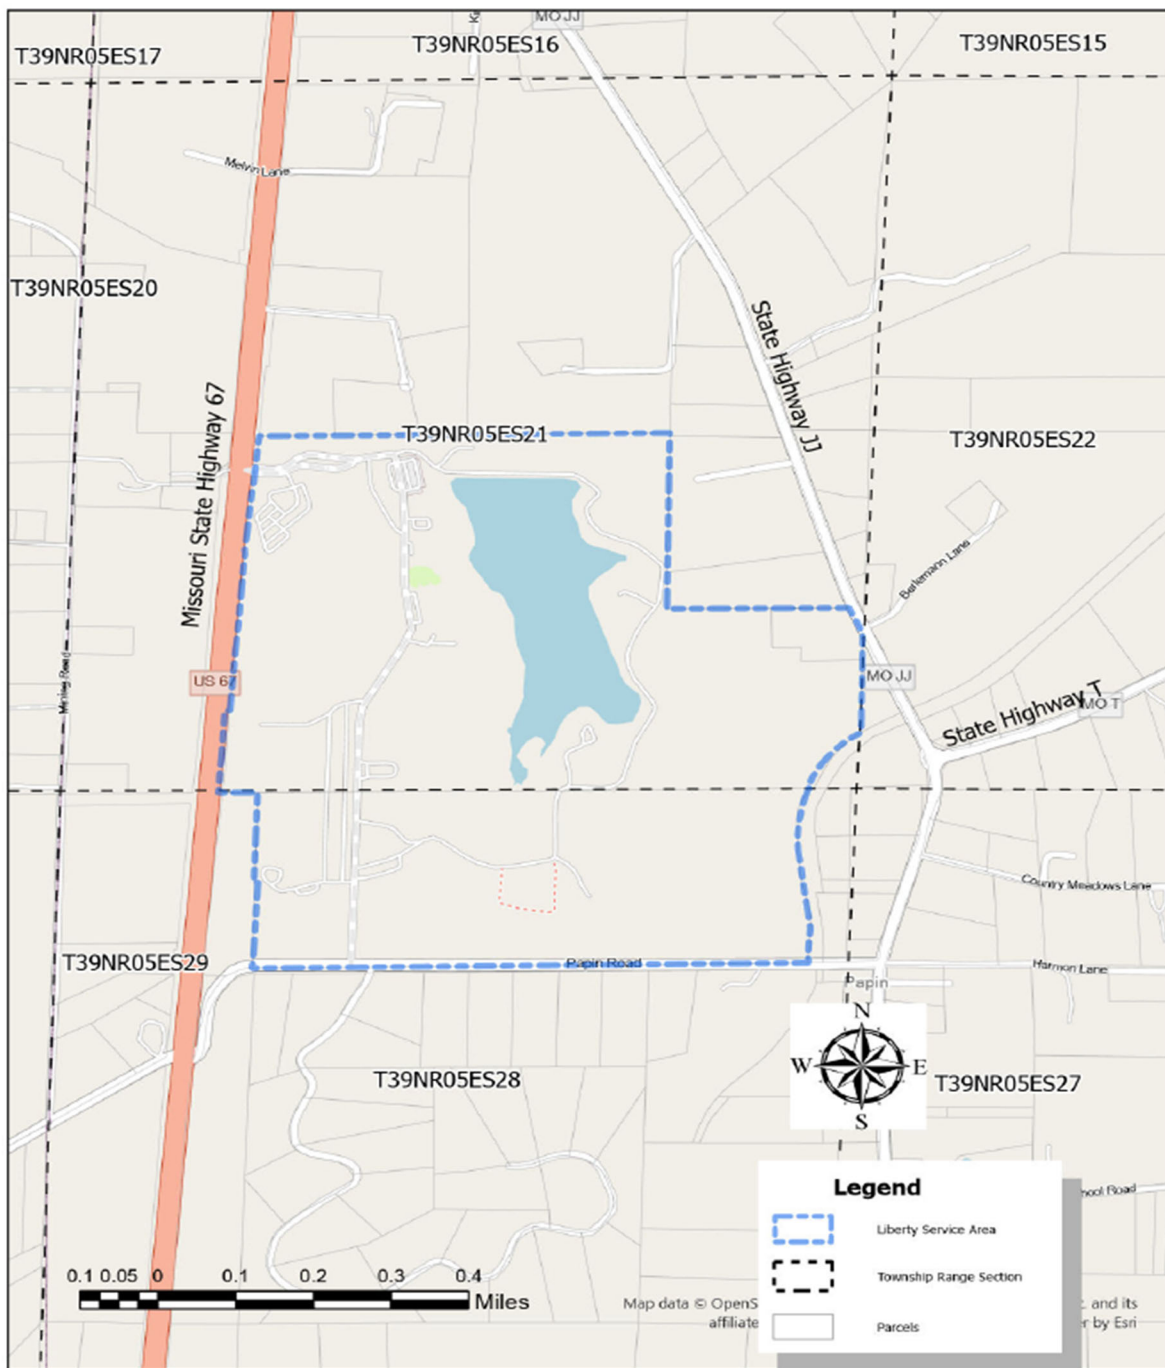 MO JJ
T39NR05ES17
T39NR05ES16
T39NR05ES15
Melvin Lane
T39NR05ES20
State Highway JJ
Missouri State Highway 67
T39NR05ES21
T39NR05ES22
Berkemann Lane
US 67
MO JJ
State Highway T
MO T
Mining Road
Country Meadows Lane
T39NR05ES29
Papin Road
Harmon Lane
Papin
N
W
E
S
T39NR05ES28
T39NR05ES27
Legend
Liberty Service Area
Township Range Section
Parcels
0.1 0.05 0 0.1 0.2 0.3 0.4
Miles
Road
Map data © OpenS
. and its
affiliate
r by Esri